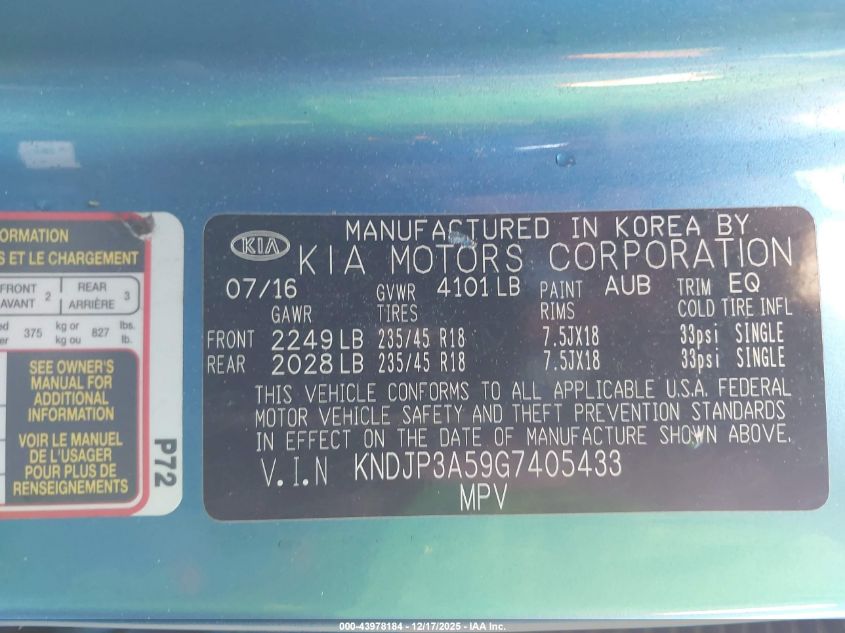 ORMATION
S ET LE CHARGEMENT
FRONT 2 REAR 3
AVANT ARRIÈRE
375 kg or 827 lbs.
kg ou lb.
SEE OWNER'S
MANUAL FOR
ADDITIONAL
INFORMATION
VOIR LE MANUEL
DE L'USAGER
POUR PLUS DE
RENSEIGNEMENTS
P72
KIA
MANUFACTURED IN KOREA BY
KIA MOTORS CORPORATION
07/16 GVWR 4101 LB PAINT AUB TRIM EQ
GAWR TIRES RIMS COLD TIRE INFL
FRONT 2249 LB 235/45 R18 7.5JX18 33psi SINGLE
REAR 2028 LB 235/45 R18 7.5JX18 33psi SINGLE
THIS VEHICLE CONFORMS TO ALL APPLICABLE U.S.A. FEDERAL
MOTOR VEHICLE SAFETY AND THEFT PREVENTION STANDARDS
IN EFFECT ON THE DATE OF MANUFACTURE SHOWN ABOVE.
V.I.N KNDJP3A59G7405433
MPV
000-43978184 - 12/17/2025 - IAA Inc.